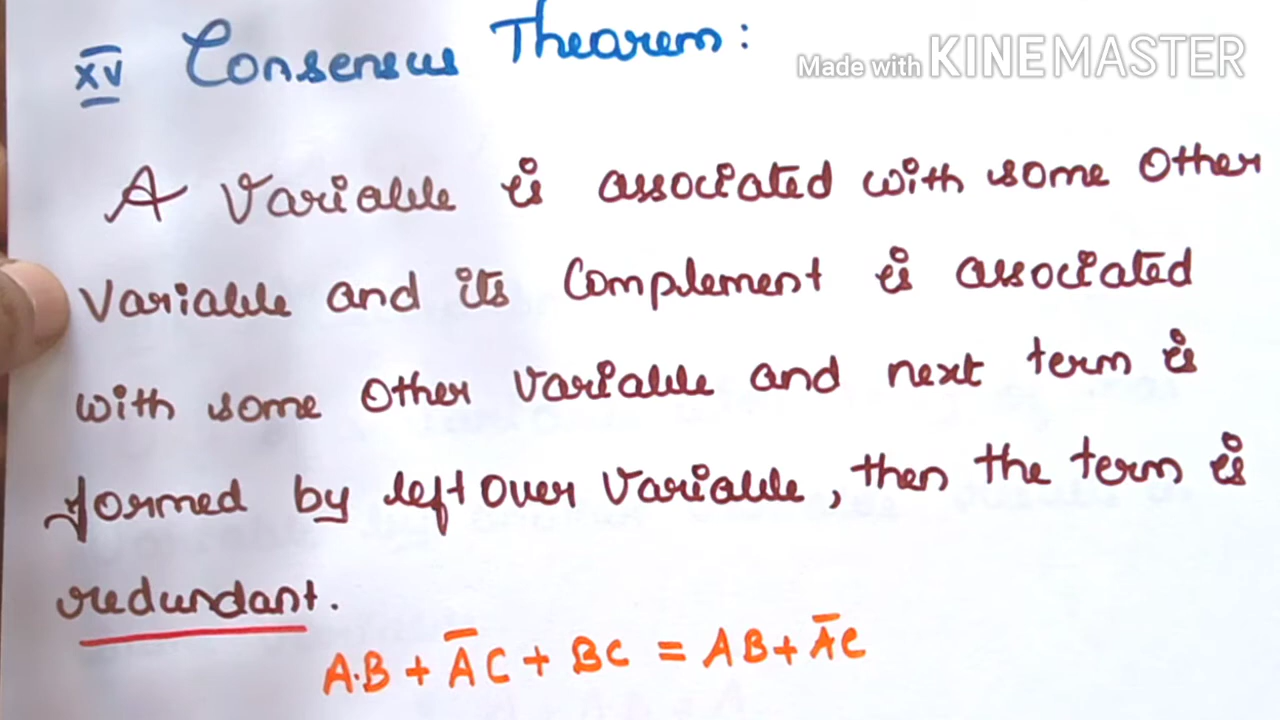 XV Consensus Theorem:
Made with KINEMASTER
A Variable is associated with some other
Variable and its Complement is associated
with some other variable and next term is
formed by left over variable, then the term is
redundant.
A·B + A̅C + BC = AB + A̅C